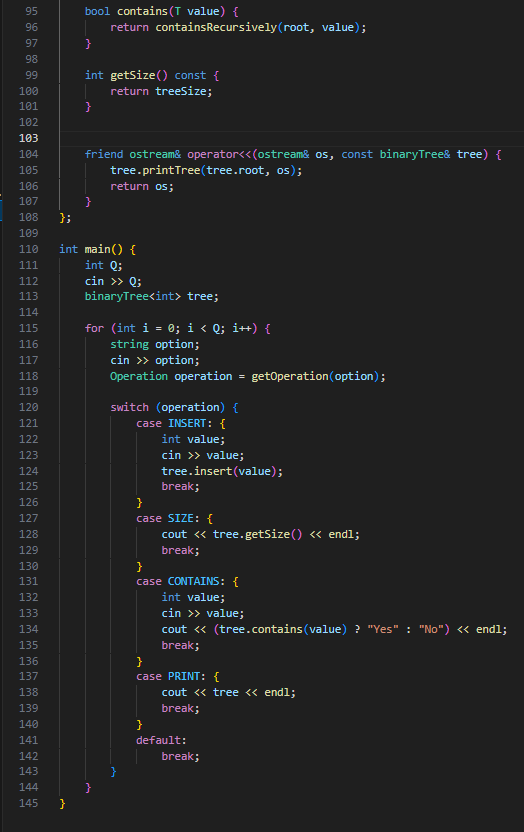 95 bool contains(T value) {
96 return containsRecursively(root, value);
97 }
98
99 int getSize() const {
100 return treeSize;
101 }
102
103
104 friend ostream& operator<<(ostream& os, const binaryTree& tree) {
105 tree.printTree(tree.root, os);
106 return os;
107 }
108 };
109
110 int main() {
111 int Q;
112 cin >> Q;
113 binaryTree<int> tree;
114
115 for (int i = 0; i < Q; i++) {
116 string option;
117 cin >> option;
118 Operation operation = getOperation(option);
119
120 switch (operation) {
121 case INSERT: {
122 int value;
123 cin >> value;
124 tree.insert(value);
125 break;
126 }
127 case SIZE: {
128 cout << tree.getSize() << endl;
129 break;
130 }
131 case CONTAINS: {
132 int value;
133 cin >> value;
134 cout << (tree.contains(value) ? "Yes" : "No") << endl;
135 break;
136 }
137 case PRINT: {
138 cout << tree << endl;
139 break;
140 }
141 default:
142 break;
143 }
144 }
145 }